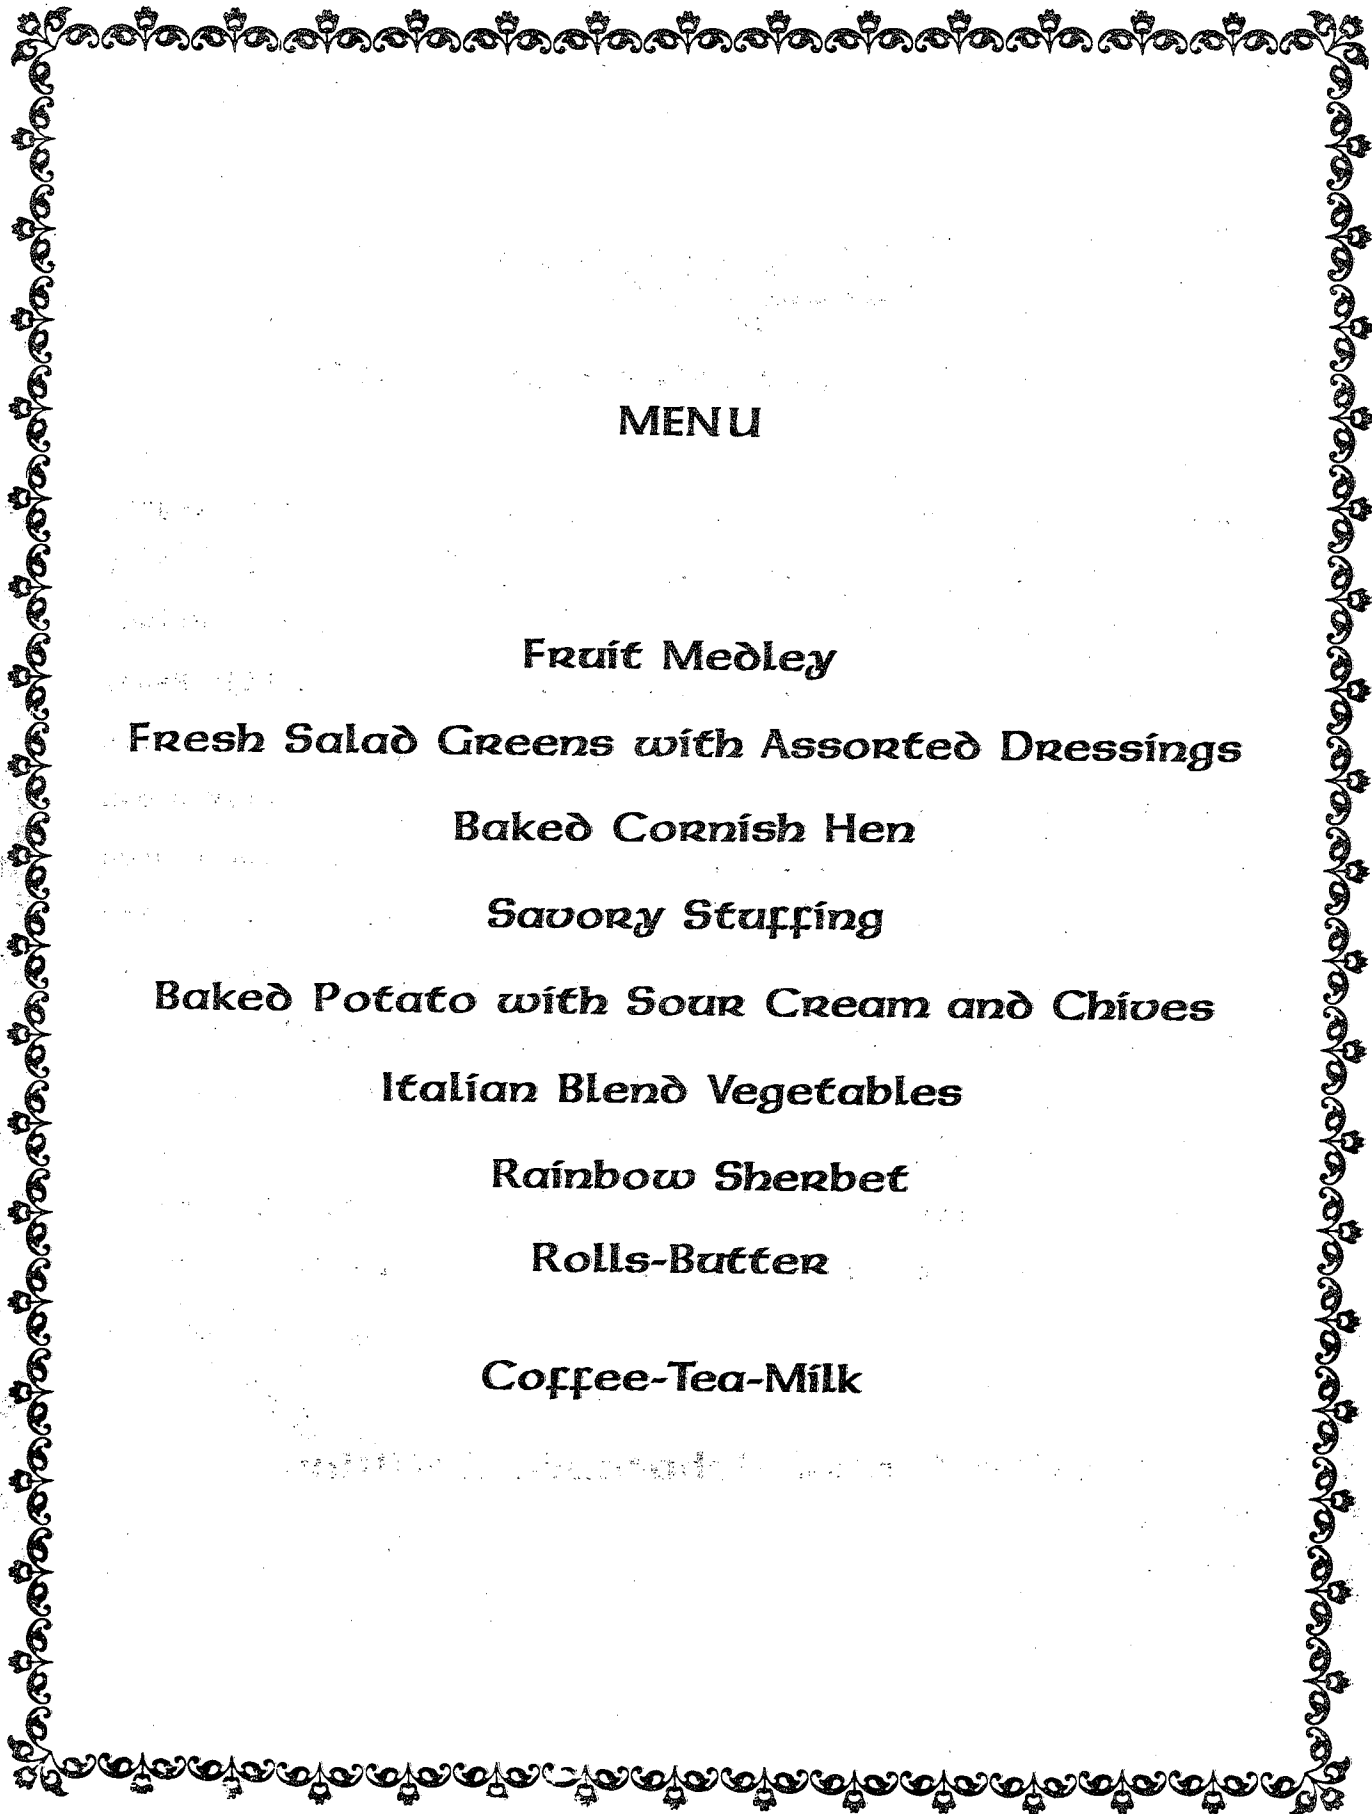 MENU
Fruit Medley
Fresh Salad Greens with Assorted Dressings
Baked Cornish Hen
Savory Stuffing
Baked Potato with Sour Cream and Chives
Italian Blend Vegetables
Rainbow Sherbet
Rolls-Butter
Coffee-Tea-Milk